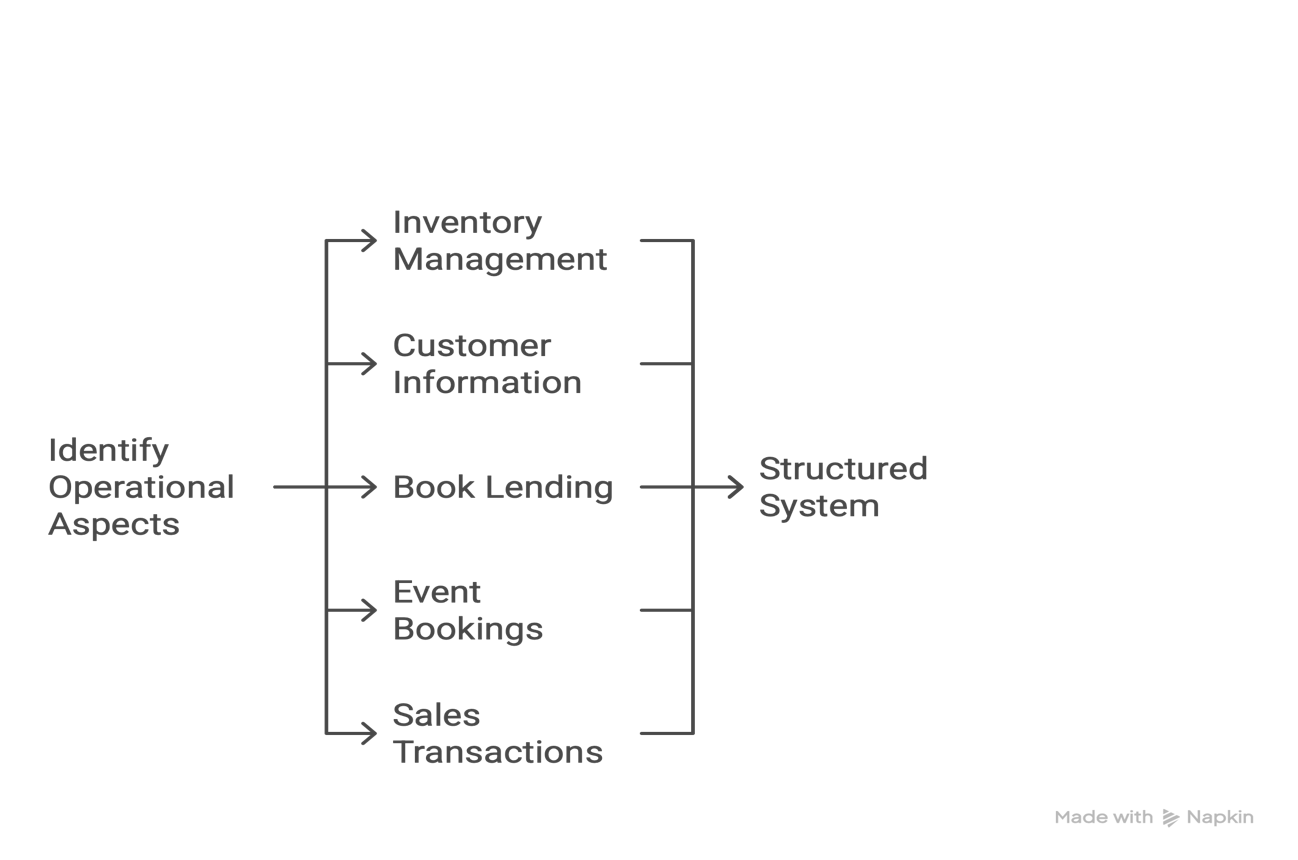 Inventory
Management
Customer
Information
Identify
Operational
Aspects
Book Lending
Structured
System
Event
Bookings
Sales
Transactions
Made with Napkin